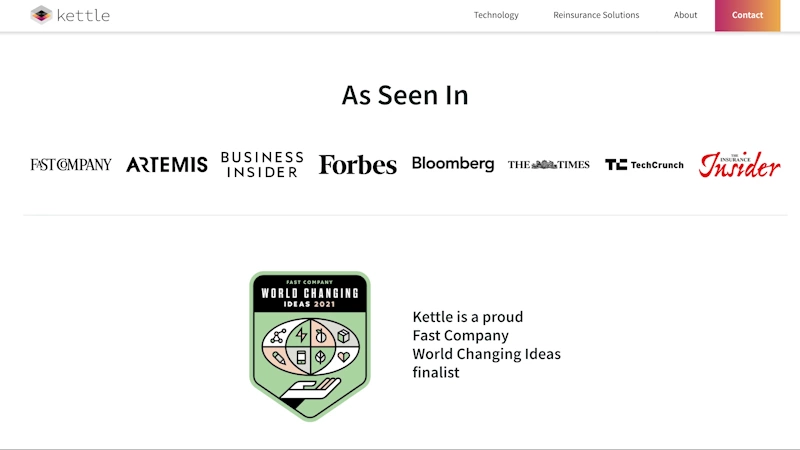 kettle
Technology
Reinsurance Solutions
About
Contact
As Seen In
FAST COMPANY
ARTEMIS
BUSINESS
INSIDER
Forbes
Bloomberg
THE TIMES
TC TechCrunch
THE
INSURANCE
Insider
FAST COMPANY
WORLD CHANGING
IDEAS 2021
Kettle is a proud
Fast Company
World Changing Ideas
finalist